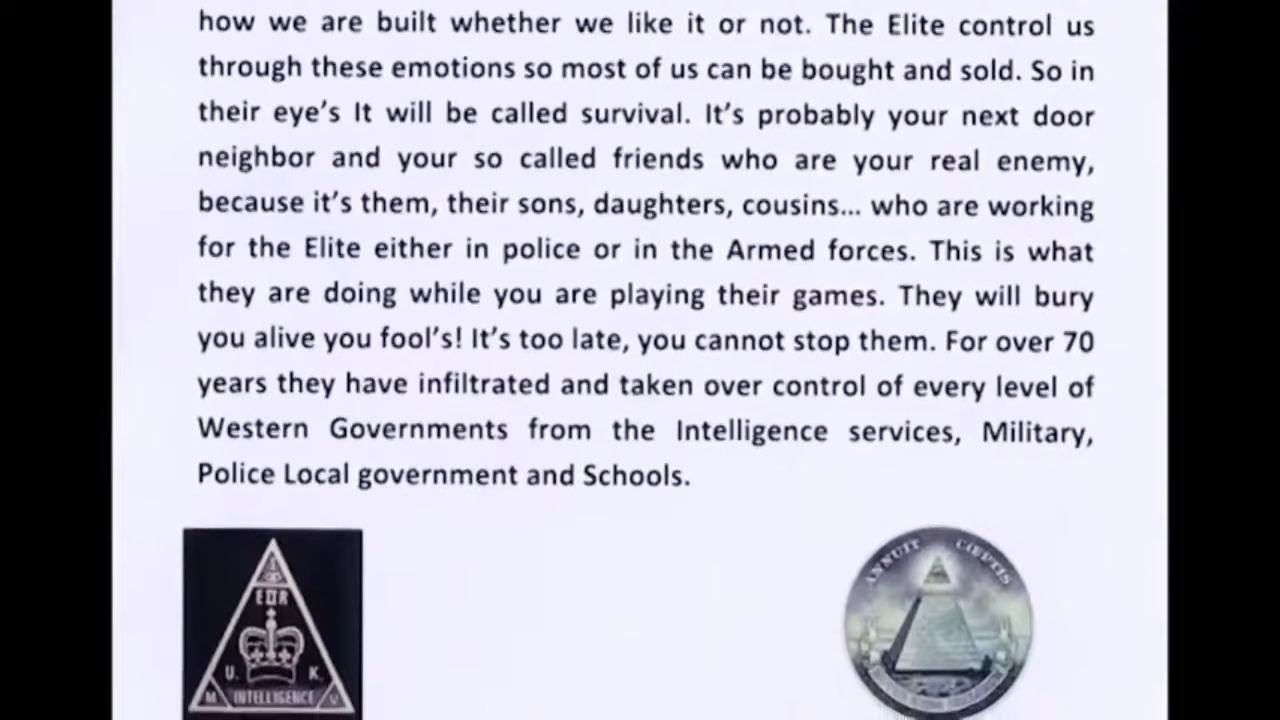 how we are built whether we like it or not. The Elite control us
through these emotions so most of us can be bought and sold. So in
their eye’s It will be called survival. It’s probably your next door
neighbor and your so called friends who are your real enemy,
because it’s them, their sons, daughters, cousins... who are working
for the Elite either in police or in the Armed forces. This is what
they are doing while you are playing their games. They will bury
you alive you fool’s! It’s too late, you cannot stop them. For over 70
years they have infiltrated and taken over control of every level of
Western Governments from the Intelligence services, Military,
Police Local government and Schools.
EIIR
U. K.
M INTELLIGENCE V
ANNUIT CŒPTIS